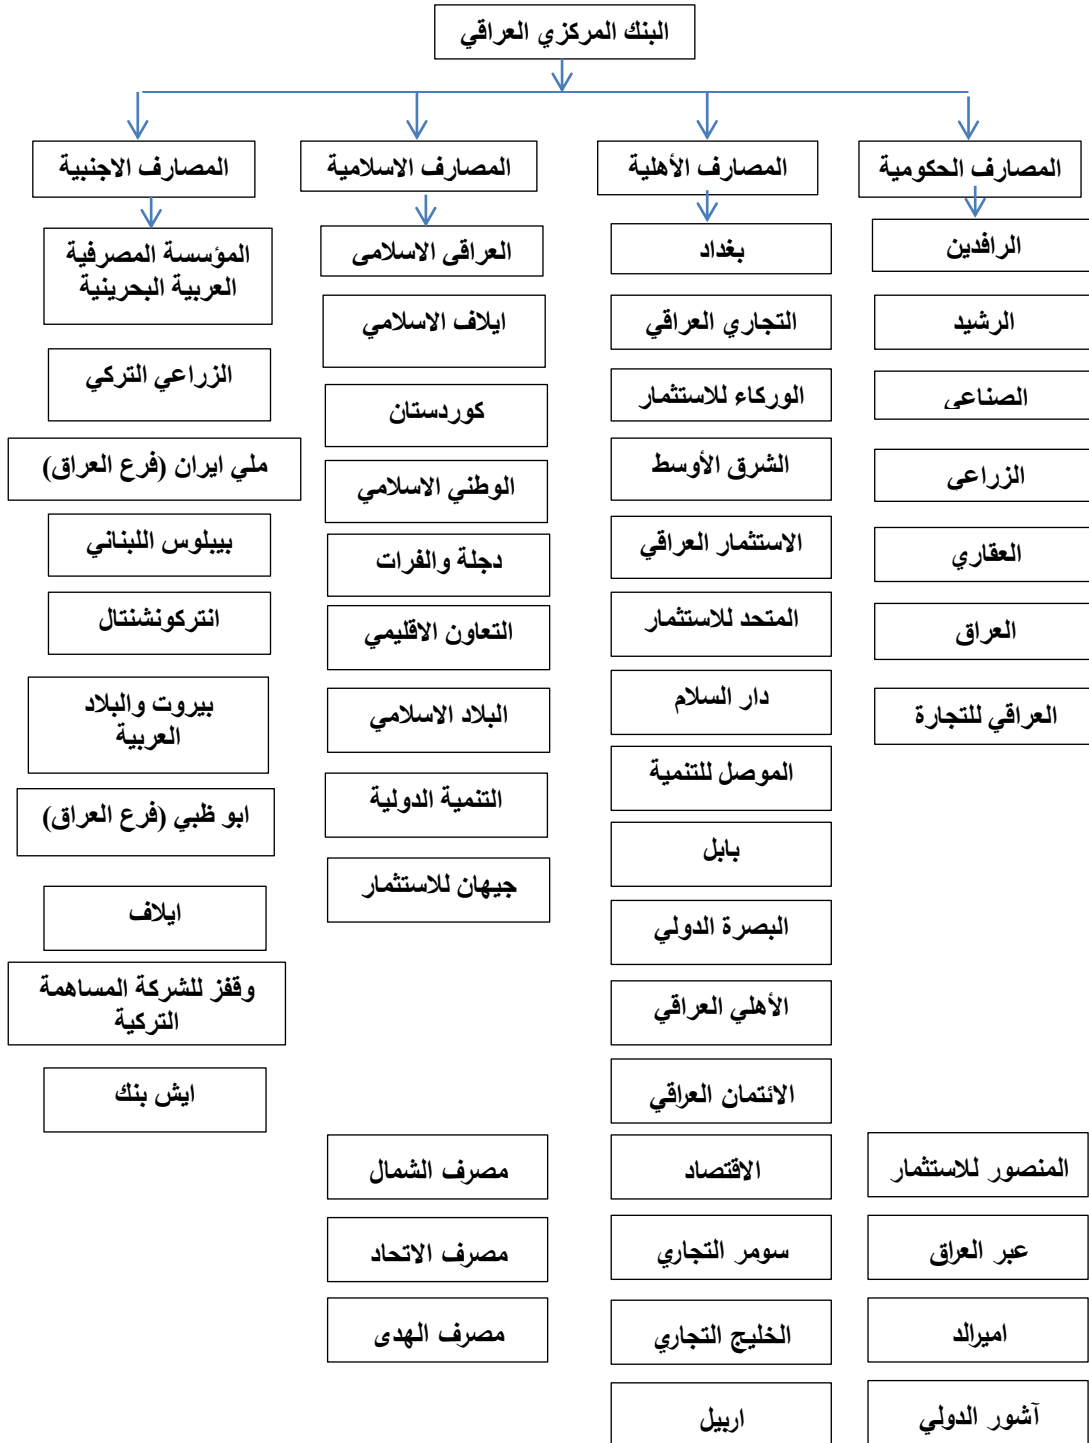 البنك المركزي العراقي
المصارف الحكومية
المصارف الأهلية
المصارف الاسلامية
المصارف الاجنبية
الرافدين
الرشيد
الصناعي
الزراعي
العقاري
العراق
العراقي للتجارة
بغداد
التجاري العراقي
الوركاء للاستثمار
الشرق الأوسط
الاستثمار العراقي
المتحد للاستثمار
دار السلام
الموصل للتنمية
بابل
البصرة الدولي
الأهلي العراقي
الائتمان العراقي
الاقتصاد
سومر التجاري
الخليج التجاري
اربيل
المنصور للاستثمار
عبر العراق
اميرالد
آشور الدولي
العراقى الاسلامى
ايلاف الاسلامي
كوردستان
الوطني الاسلامي
دجلة والفرات
التعاون الاقليمي
البلاد الاسلامي
التنمية الدولية
جيهان للاستثمار
مصرف الشمال
مصرف الاتحاد
مصرف الهدى
المؤسسة المصرفية
العربية البحرينية
الزراعي التركي
ملي ايران (فرع العراق)
بيبلوس اللبناني
انتركونشنتال
بيروت والبلاد
العربية
ابو ظبي (فرع العراق)
ايلاف
وقفز للشركة المساهمة
التركية
ايش بنك